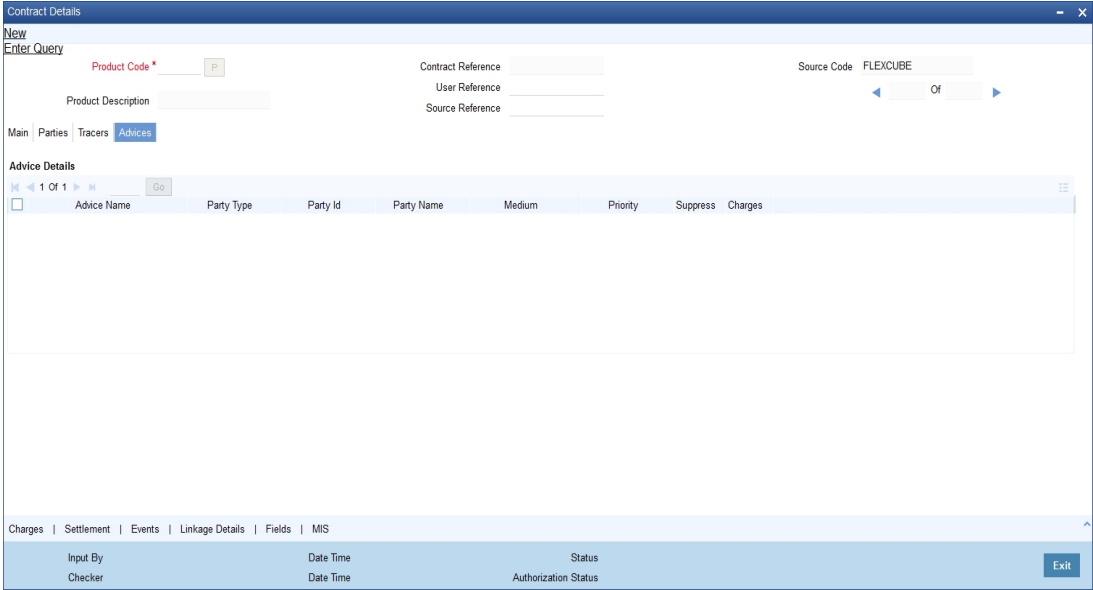 Contract Details
New
Enter Query
Product Code * P Contract Reference Source Code FLEXCUBE
User Reference Of
Product Description
Source Reference
Main Parties Tracers Advices
Advice Details
1 Of 1 Go
Advice Name Party Type Party Id Party Name Medium Priority Suppress Charges
Charges | Settlement | Events | Linkage Details | Fields | MIS
Input By Date Time Status
Checker Date Time Authorization Status
Exit